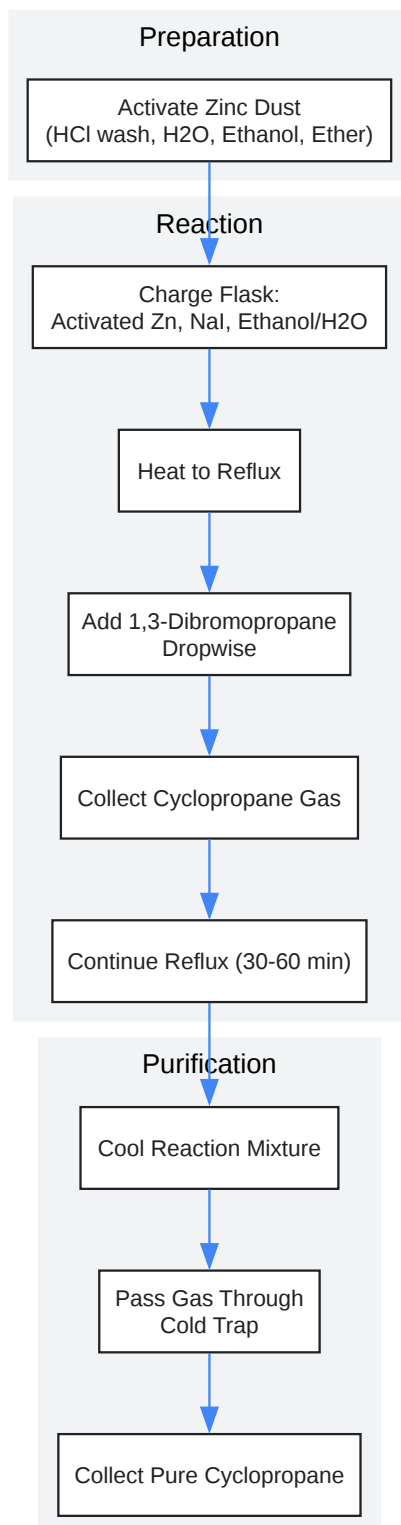 Preparation
Activate Zinc Dust
(HCl wash, H2O, Ethanol, Ether)
Reaction
Charge Flask:
Activated Zn, NaI, Ethanol/H2O
Heat to Reflux
Add 1,3-Dibromopropane
Dropwise
Collect Cyclopropane Gas
Continue Reflux (30-60 min)
Purification
Cool Reaction Mixture
Pass Gas Through
Cold Trap
Collect Pure Cyclopropane